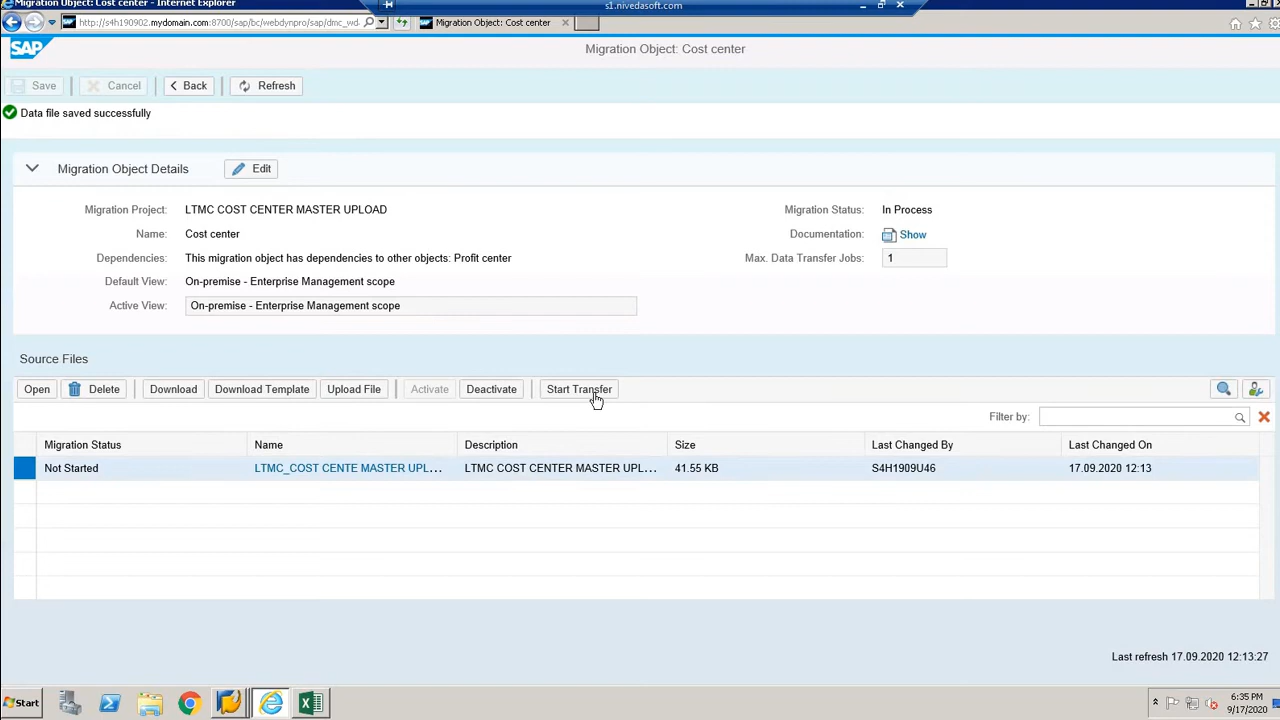 Migration Object: Cost center - Internet Explorer
s1.nivedasoft.com
http://s4h190902.mydomain.com:8700/sap/bc/webdynpro/sap/dmc_wd
Migration Object: Cost center
SAP
Migration Object: Cost center
Save
Cancel
Back
Refresh
Data file saved successfully
Migration Object Details
Edit
Migration Project: LTMC COST CENTER MASTER UPLOAD
Migration Status: In Process
Name: Cost center
Documentation: Show
Dependencies: This migration object has dependencies to other objects: Profit center
Max. Data Transfer Jobs: 1
Default View: On-premise - Enterprise Management scope
Active View: On-premise - Enterprise Management scope
Source Files
Open
Delete
Download
Download Template
Upload File
Activate
Deactivate
Start Transfer
Filter by:
Migration Status Name Description Size Last Changed By Last Changed On
Not Started LTMC_COST CENTE MASTER UPL... LTMC COST CENTER MASTER UPL... 41.55 KB S4H1909U46 17.09.2020 12:13
Last refresh 17.09.2020 12:13:27
Start
6:35 PM
9/17/2020